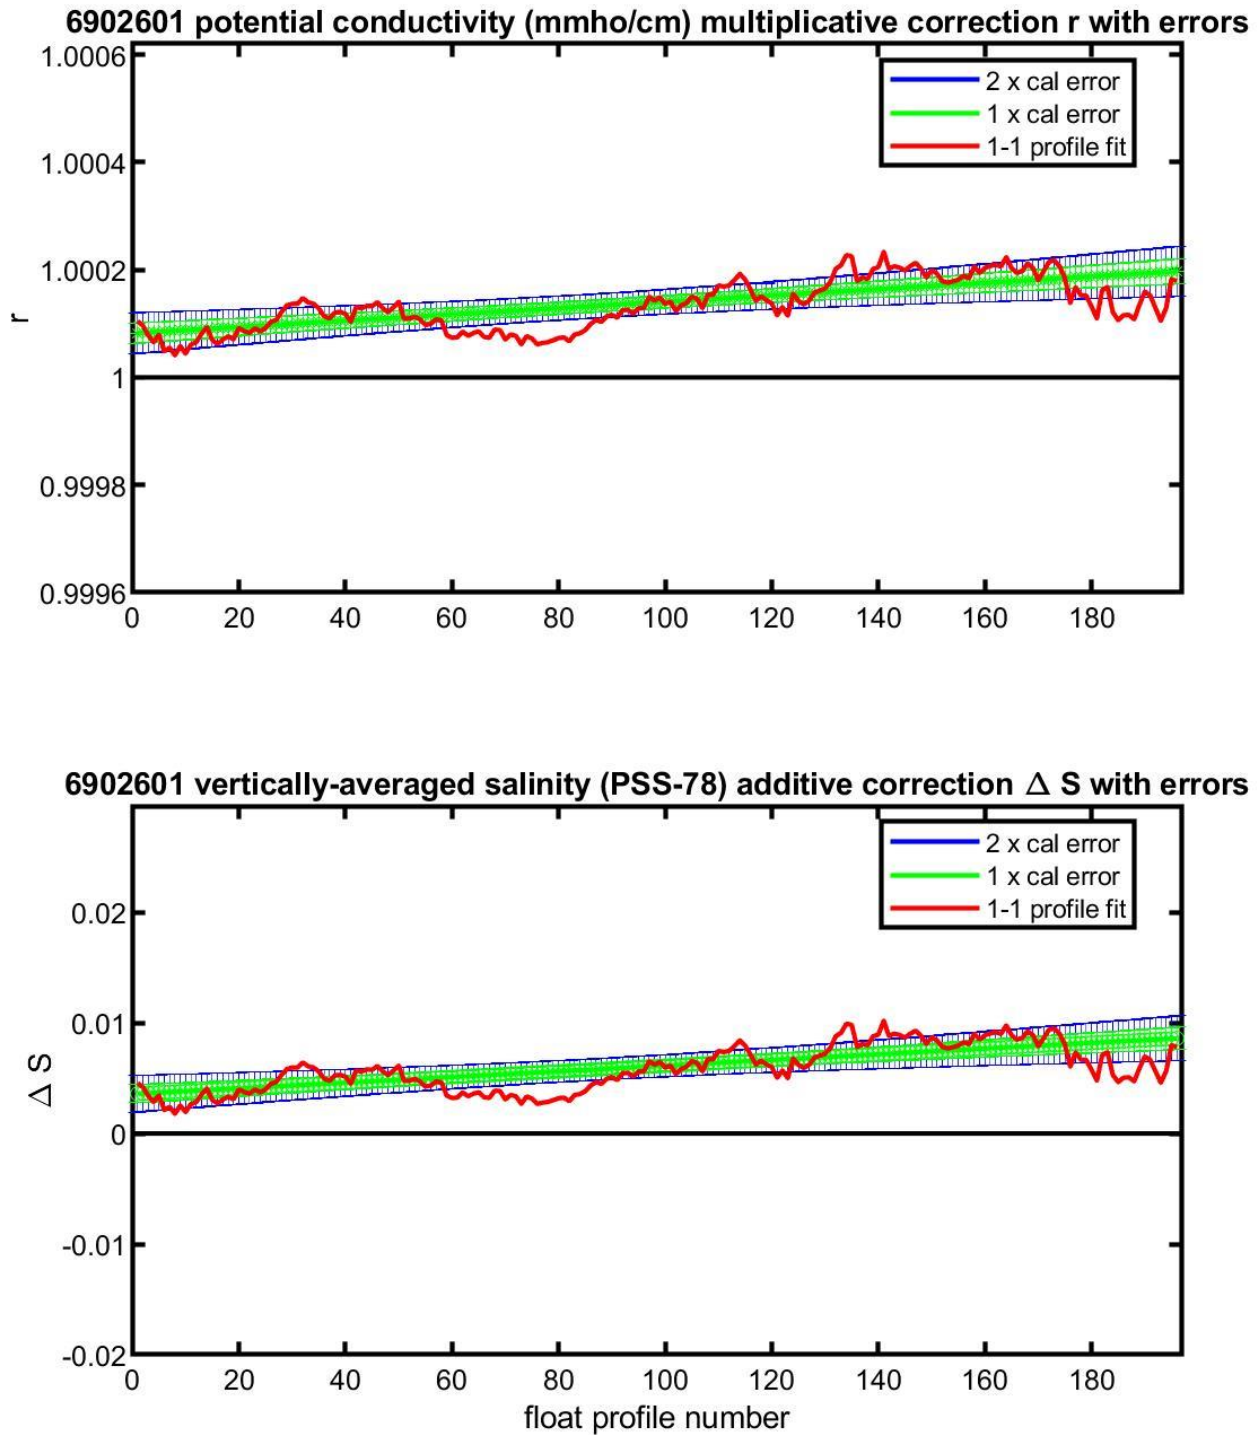 6902601 potential conductivity (mmho/cm) multiplicative correction r with errors
1.0006
1.0004
1.0002
1
0.9998
0.9996
r
2 x cal error
1 x cal error
1-1 profile fit
0 20 40 60 80 100 120 140 160 180
6902601 vertically-averaged salinity (PSS-78) additive correction Δ S with errors
0.02
0.01
0
-0.01
-0.02
Δ S
2 x cal error
1 x cal error
1-1 profile fit
0 20 40 60 80 100 120 140 160 180
float profile number